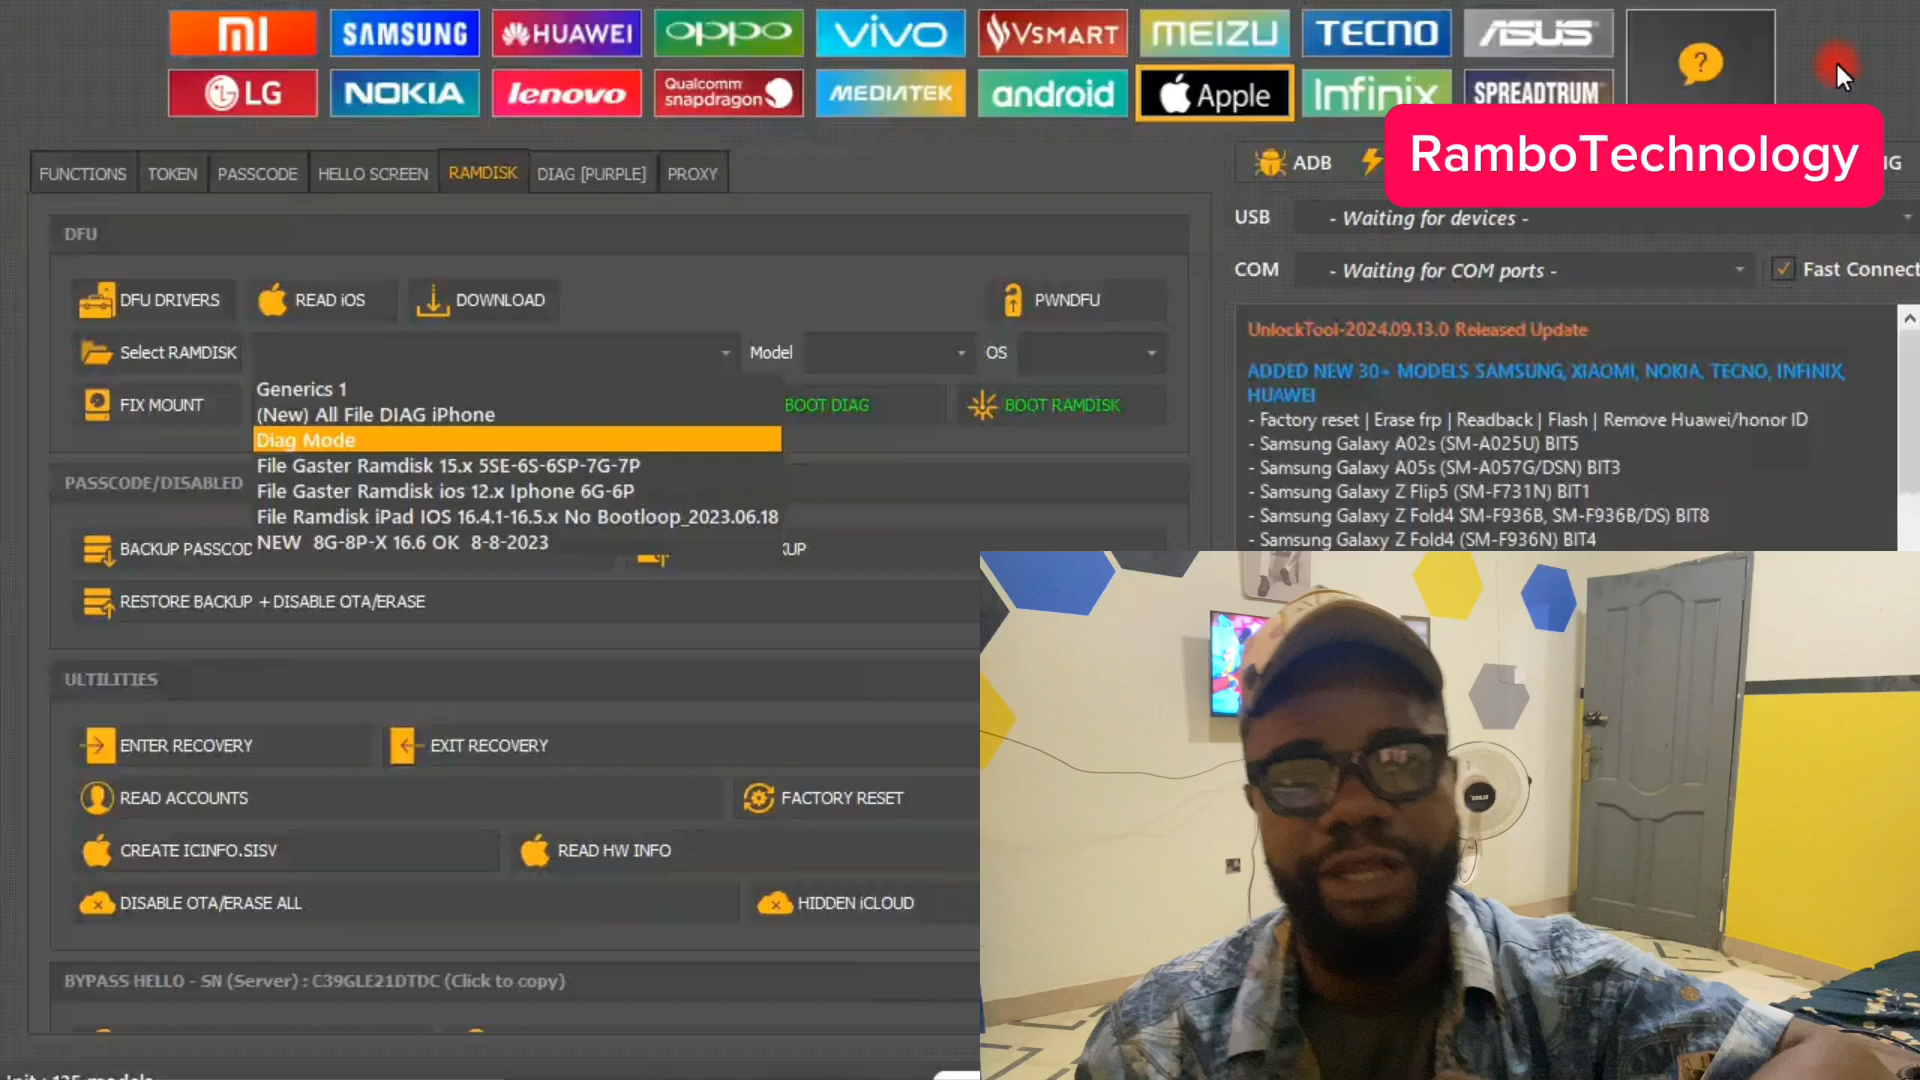 mi SAMSUNG HUAWEI oppo vivo VSMART MEIZU TECNO ASUS ?
LG NOKIA lenovo Qualcomm snapdragon MEDIATEK android Apple Infinix SPREADTRUM
RamboTechnology
FUNCTIONS TOKEN PASSCODE HELLO SCREEN RAMDISK DIAG [PURPLE] PROXY
ADB
USB - Waiting for devices -
COM - Waiting for COM ports - Fast Connect
DFU
DFU DRIVERS READ iOS DOWNLOAD PWNDFU
Select RAMDISK Model OS
FIX MOUNT BOOT DIAG BOOT RAMDISK
Generics 1
(New) All File DIAG iPhone
Diag Mode
File Gaster Ramdisk 15.x 5SE-6S-6SP-7G-7P
File Gaster Ramdisk ios 12.x Iphone 6G-6P
File Ramdisk iPad IOS 16.4.1-16.5.x No Bootloop_2023.06.18
NEW 8G-8P-X 16.6 OK 8-8-2023
PASSCODE/DISABLED
BACKUP PASSCOD KUP
RESTORE BACKUP + DISABLE OTA/ERASE
ULTILITIES
ENTER RECOVERY EXIT RECOVERY
READ ACCOUNTS FACTORY RESET
CREATE ICINFO.SISV READ HW INFO
DISABLE OTA/ERASE ALL HIDDEN iCLOUD
BYPASS HELLO - SN (Server) : C39GLE21DTDC (Click to copy)
UnlockTool-2024.09.13.0 Released Update
ADDED NEW 30+ MODELS SAMSUNG, XIAOMI, NOKIA, TECNO, INFINIX,
HUAWEI
- Factory reset | Erase frp | Readback | Flash | Remove Huawei/honor ID
- Samsung Galaxy A02s (SM-A025U) BIT5
- Samsung Galaxy A05s (SM-A057G/DSN) BIT3
- Samsung Galaxy Z Flip5 (SM-F731N) BIT1
- Samsung Galaxy Z Fold4 SM-F936B, SM-F936B/DS) BIT8
- Samsung Galaxy Z Fold4 (SM-F936N) BIT4